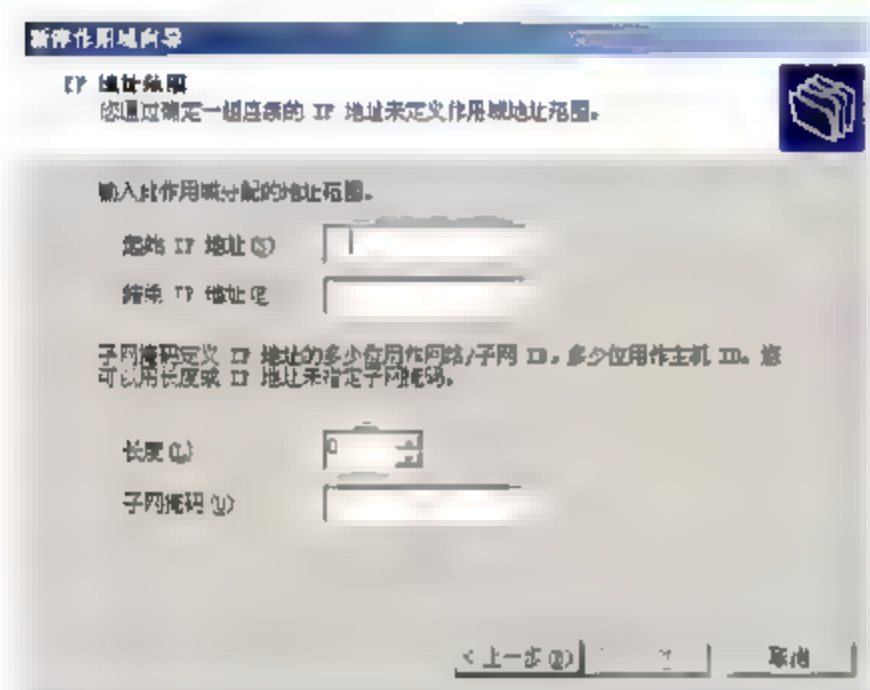 新建作用域向导
IP 地址范围
您通过确定一组连续的 IP 地址来定义作用域地址范围。
输入此作用域分配的地址范围。
起始 IP 地址(S)
结束 IP 地址(E)
子网掩码定义 IP 地址的多少位用作网络/子网 ID，多少位用作主机 ID。您
可以用长度或 IP 地址来指定子网掩码。
长度(L)
0
子网掩码(U)
< 上一步(B)
取消